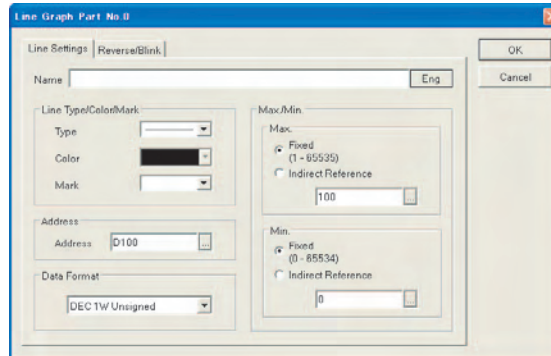 Line Graph Part No.0
Line Settings
Reverse/Blink
OK
Cancel
Name
Eng
Line Type/Color/Mark
Type
Color
Mark
Address
Address
D100
...
Data Format
DEC 1W Unsigned
Max./Min.
Max.
Fixed
(1 - 65535)
Indirect Reference
100
...
Min.
Fixed
(0 - 65534)
Indirect Reference
0
...